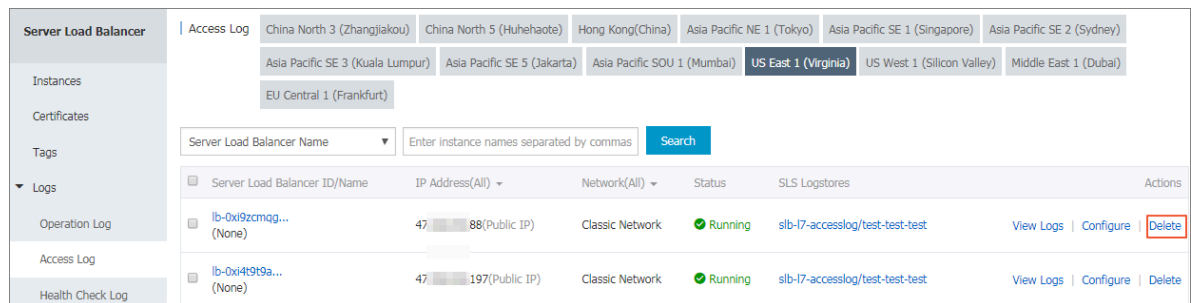 Server Load Balancer
Instances
Certificates
Tags
Logs
Operation Log
Access Log
Health Check Log
Access Log
China North 3 (Zhangjiakou) China North 5 (Huhehaote) Hong Kong(China) Asia Pacific NE 1 (Tokyo) Asia Pacific SE 1 (Singapore) Asia Pacific SE 2 (Sydney)
Asia Pacific SE 3 (Kuala Lumpur) Asia Pacific SE 5 (Jakarta) Asia Pacific SOU 1 (Mumbai) US East 1 (Virginia) US West 1 (Silicon Valley) Middle East 1 (Dubai)
EU Central 1 (Frankfurt)
Server Load Balancer Name Enter instance names separated by commas Search
Server Load Balancer ID/Name IP Address(All) Network(All) Status SLS Logstores Actions
lb-0xi9zcmqg... 47 88(Public IP) Classic Network Running slb-l7-accesslog/test-test-test View Logs | Configure | Delete
(None)
lb-0xi4t9t9a... 47 197(Public IP) Classic Network Running slb-l7-accesslog/test-test-test View Logs | Configure | Delete
(None)